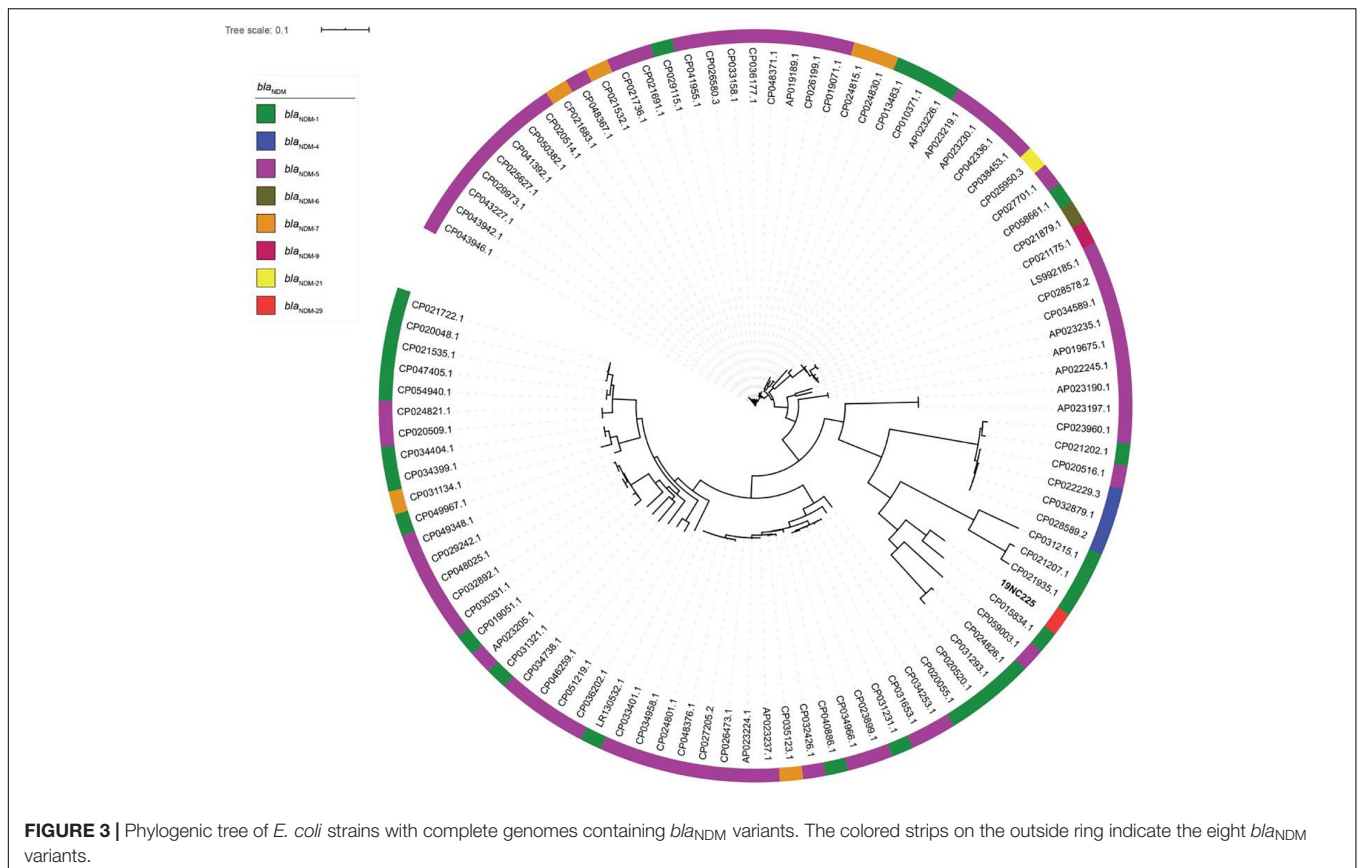 Tree scale: 0.1
blaNDM
blaNDM-1
blaNDM-4
blaNDM-5
blaNDM-6
blaNDM-7
blaNDM-9
blaNDM-21
blaNDM-29
CP043946.1
CP043942.1
CP043227.1
CP029973.1
CP025627.1
CP041392.1
CP050382.1
CP020514.1
CP021683.1
CP048367.1
CP021532.1
CP021736.1
CP021691.1
CP029115.1
CP041955.1
CP026580.3
CP033158.1
CP036177.1
CP048371.1
AP019189.1
CP026199.1
CP019071.1
CP024815.1
CP024830.1
CP013483.1
CP010371.1
AP023226.1
AP023219.1
AP023230.1
CP042336.1
CP038453.1
CP025950.3
CP027701.1
CP058661.1
CP021879.1
CP021175.1
LS992185.1
CP028578.2
CP034589.1
AP023235.1
AP019675.1
AP022245.1
AP023190.1
AP023197.1
CP023960.1
CP021202.1
CP020516.1
CP022229.3
CP032879.1
CP028589.2
CP031215.1
CP021207.1
CP021935.1
19NC225
CP015834.1
CP059003.1
CP024826.1
CP031293.1
CP020520.1
CP020055.1
CP034253.1
CP031653.1
CP031231.1
CP023899.1
CP034966.1
CP040886.1
CP032426.1
CP035123.1
AP023237.1
AP023224.1
CP026473.1
CP027205.2
CP048376.1
CP024801.1
CP034958.1
CP033401.1
LR130532.1
CP036202.1
CP051219.1
CP046259.1
CP034738.1
CP031321.1
AP023205.1
CP019051.1
CP030331.1
CP032892.1
CP048025.1
CP029242.1
CP049348.1
CP049967.1
CP031134.1
CP034399.1
CP034404.1
CP020509.1
CP024821.1
CP054940.1
CP047405.1
CP021535.1
CP020048.1
CP021722.1
FIGURE 3 | Phylogenic tree of E. coli strains with complete genomes containing blaNDM variants. The colored strips on the outside ring indicate the eight blaNDM
variants.